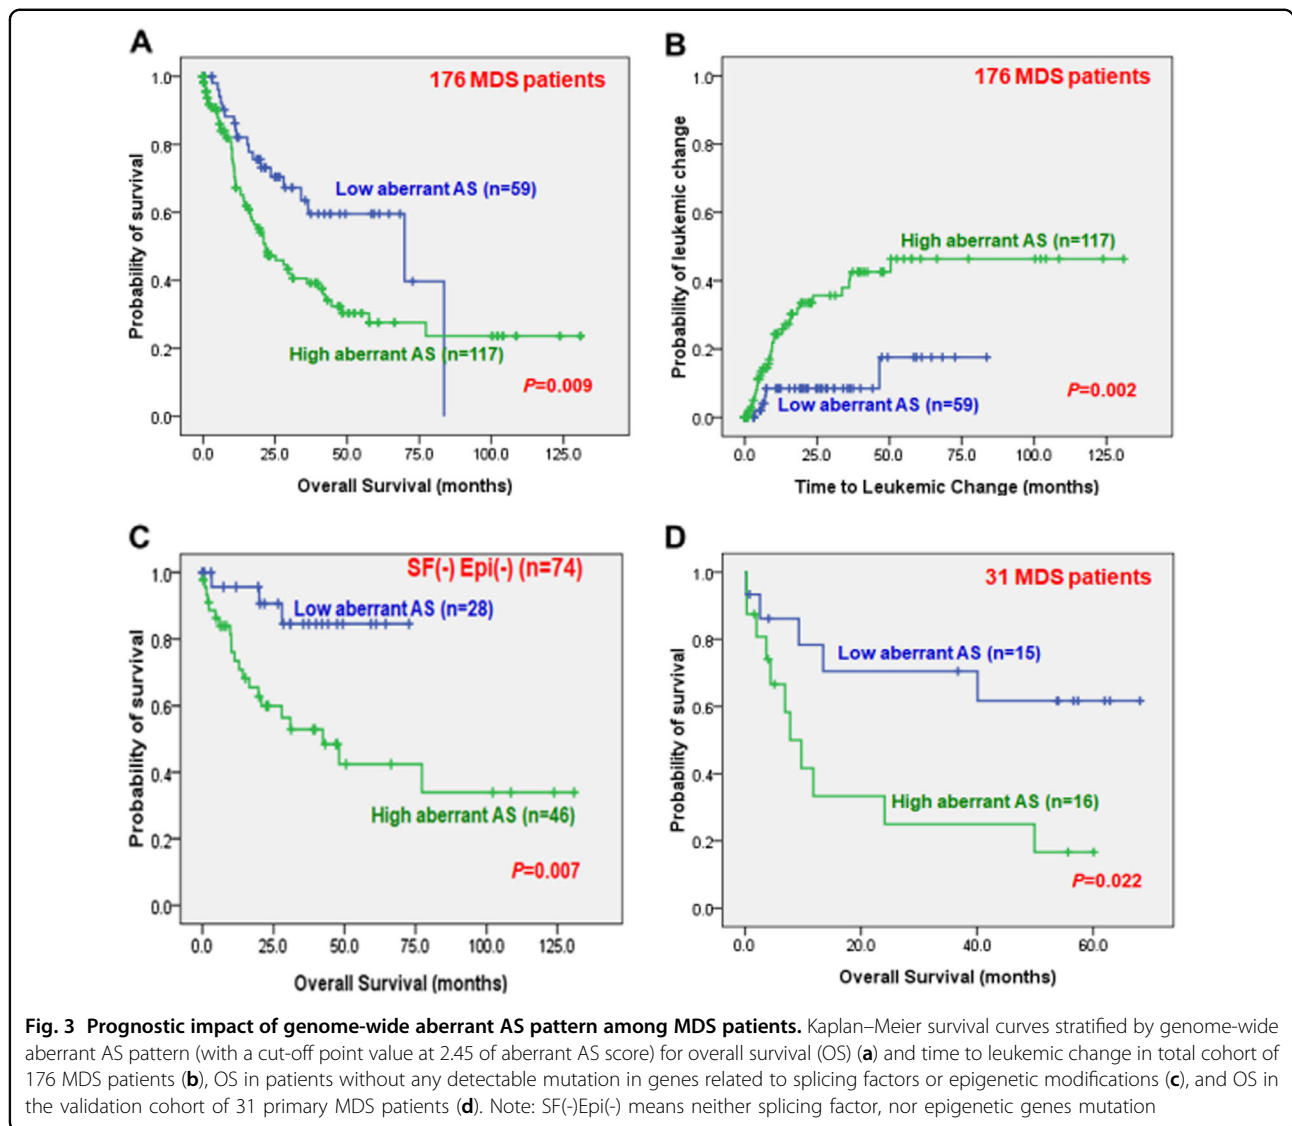 A
176 MDS patients
1.0
0.8
0.6
0.4
0.2
0.0
Probability of survival
Low aberrant AS (n=59)
High aberrant AS (n=117)
P=0.009
0.0 25.0 50.0 75.0 100.0 125.0
Overall Survival (months)
B
176 MDS patients
1.0
0.8
0.6
0.4
0.2
0.0
Probability of leukemic change
High aberrant AS (n=117)
Low aberrant AS (n=59)
P=0.002
0.0 25.0 50.0 75.0 100.0 125.0
Time to Leukemic Change (months)
C
SF(-) Epi(-) (n=74)
1.0
0.8
0.6
0.4
0.2
0.0
Probability of survival
Low aberrant AS (n=28)
High aberrant AS (n=46)
P=0.007
0.0 25.0 50.0 75.0 100.0 125.0
Overall Survival (months)
D
31 MDS patients
1.0
0.8
0.6
0.4
0.2
0.0
Probability of survival
Low aberrant AS (n=15)
High aberrant AS (n=16)
P=0.022
0.0 20.0 40.0 60.0
Overall Survival (months)
Fig. 3 Prognostic impact of genome-wide aberrant AS pattern among MDS patients. Kaplan–Meier survival curves stratified by genome-wide
aberrant AS pattern (with a cut-off point value at 2.45 of aberrant AS score) for overall survival (OS) (a) and time to leukemic change in total cohort of
176 MDS patients (b), OS in patients without any detectable mutation in genes related to splicing factors or epigenetic modifications (c), and OS in
the validation cohort of 31 primary MDS patients (d). Note: SF(-)Epi(-) means neither splicing factor, nor epigenetic genes mutation